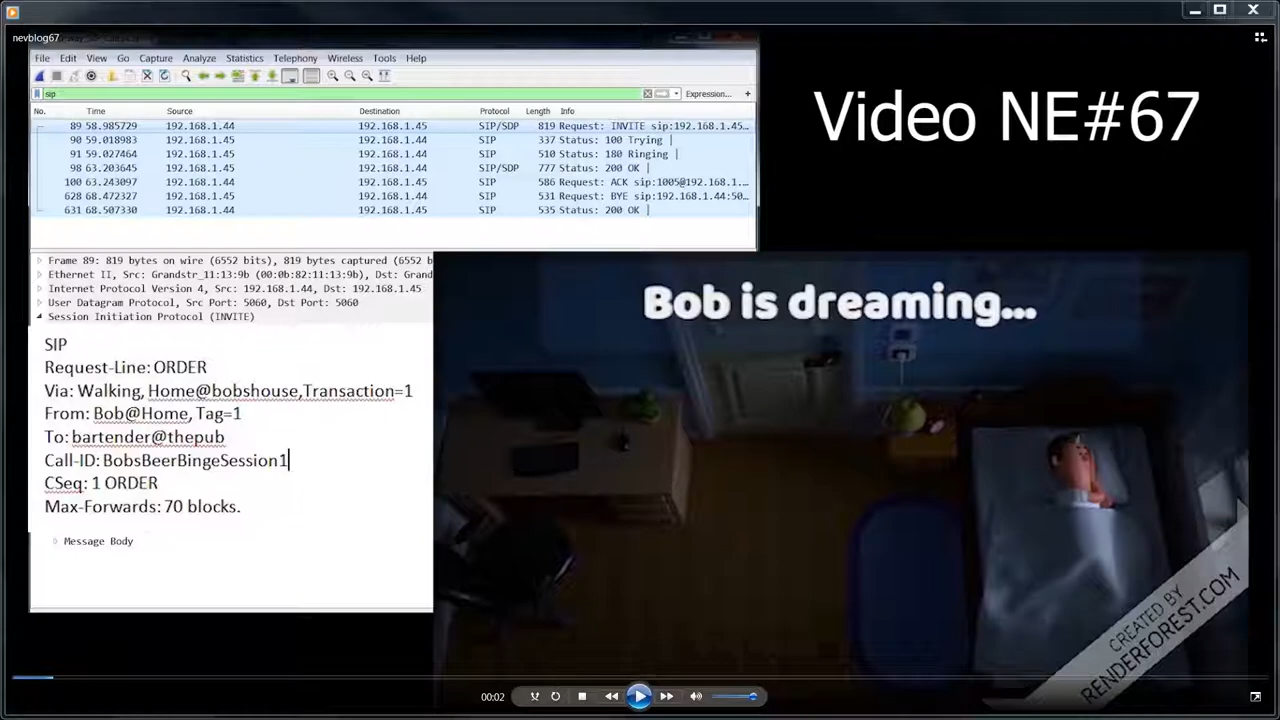 nevblog67
File Edit View Go Capture Analyze Statistics Telephony Wireless Tools Help
sip
Expression... +
No. Time Source Destination Protocol Length Info
89 58.985729 192.168.1.44 192.168.1.45 SIP/SDP 819 Request: INVITE sip:192.168.1.45...
90 59.018983 192.168.1.45 192.168.1.44 SIP 337 Status: 100 Trying |
91 59.027464 192.168.1.45 192.168.1.44 SIP 510 Status: 180 Ringing |
98 63.203645 192.168.1.45 192.168.1.44 SIP/SDP 777 Status: 200 OK |
100 63.243097 192.168.1.44 192.168.1.45 SIP 586 Request: ACK sip:1005@192.168.1....
628 68.472327 192.168.1.45 192.168.1.44 SIP 531 Request: BYE sip:192.168.1.44:50...
631 68.507330 192.168.1.44 192.168.1.45 SIP 535 Status: 200 OK |
Video NE#67
Frame 89: 819 bytes on wire (6552 bits), 819 bytes captured (6552 b
Ethernet II, Src: Grandstr_11:13:9b (00:0b:82:11:13:9b), Dst: Grand
Internet Protocol Version 4, Src: 192.168.1.44, Dst: 192.168.1.45
User Datagram Protocol, Src Port: 5060, Dst Port: 5060
Session Initiation Protocol (INVITE)
SIP
Request-Line: ORDER
Via: Walking, Home@bobshouse,Transaction=1
From: Bob@Home, Tag=1
To: bartender@thepub
Call-ID: BobsBeerBingeSession1
CSeq: 1 ORDER
Max-Forwards: 70 blocks.
Message Body
Bob is dreaming...
CREATED BY
RENDERFOREST.COM
00:02